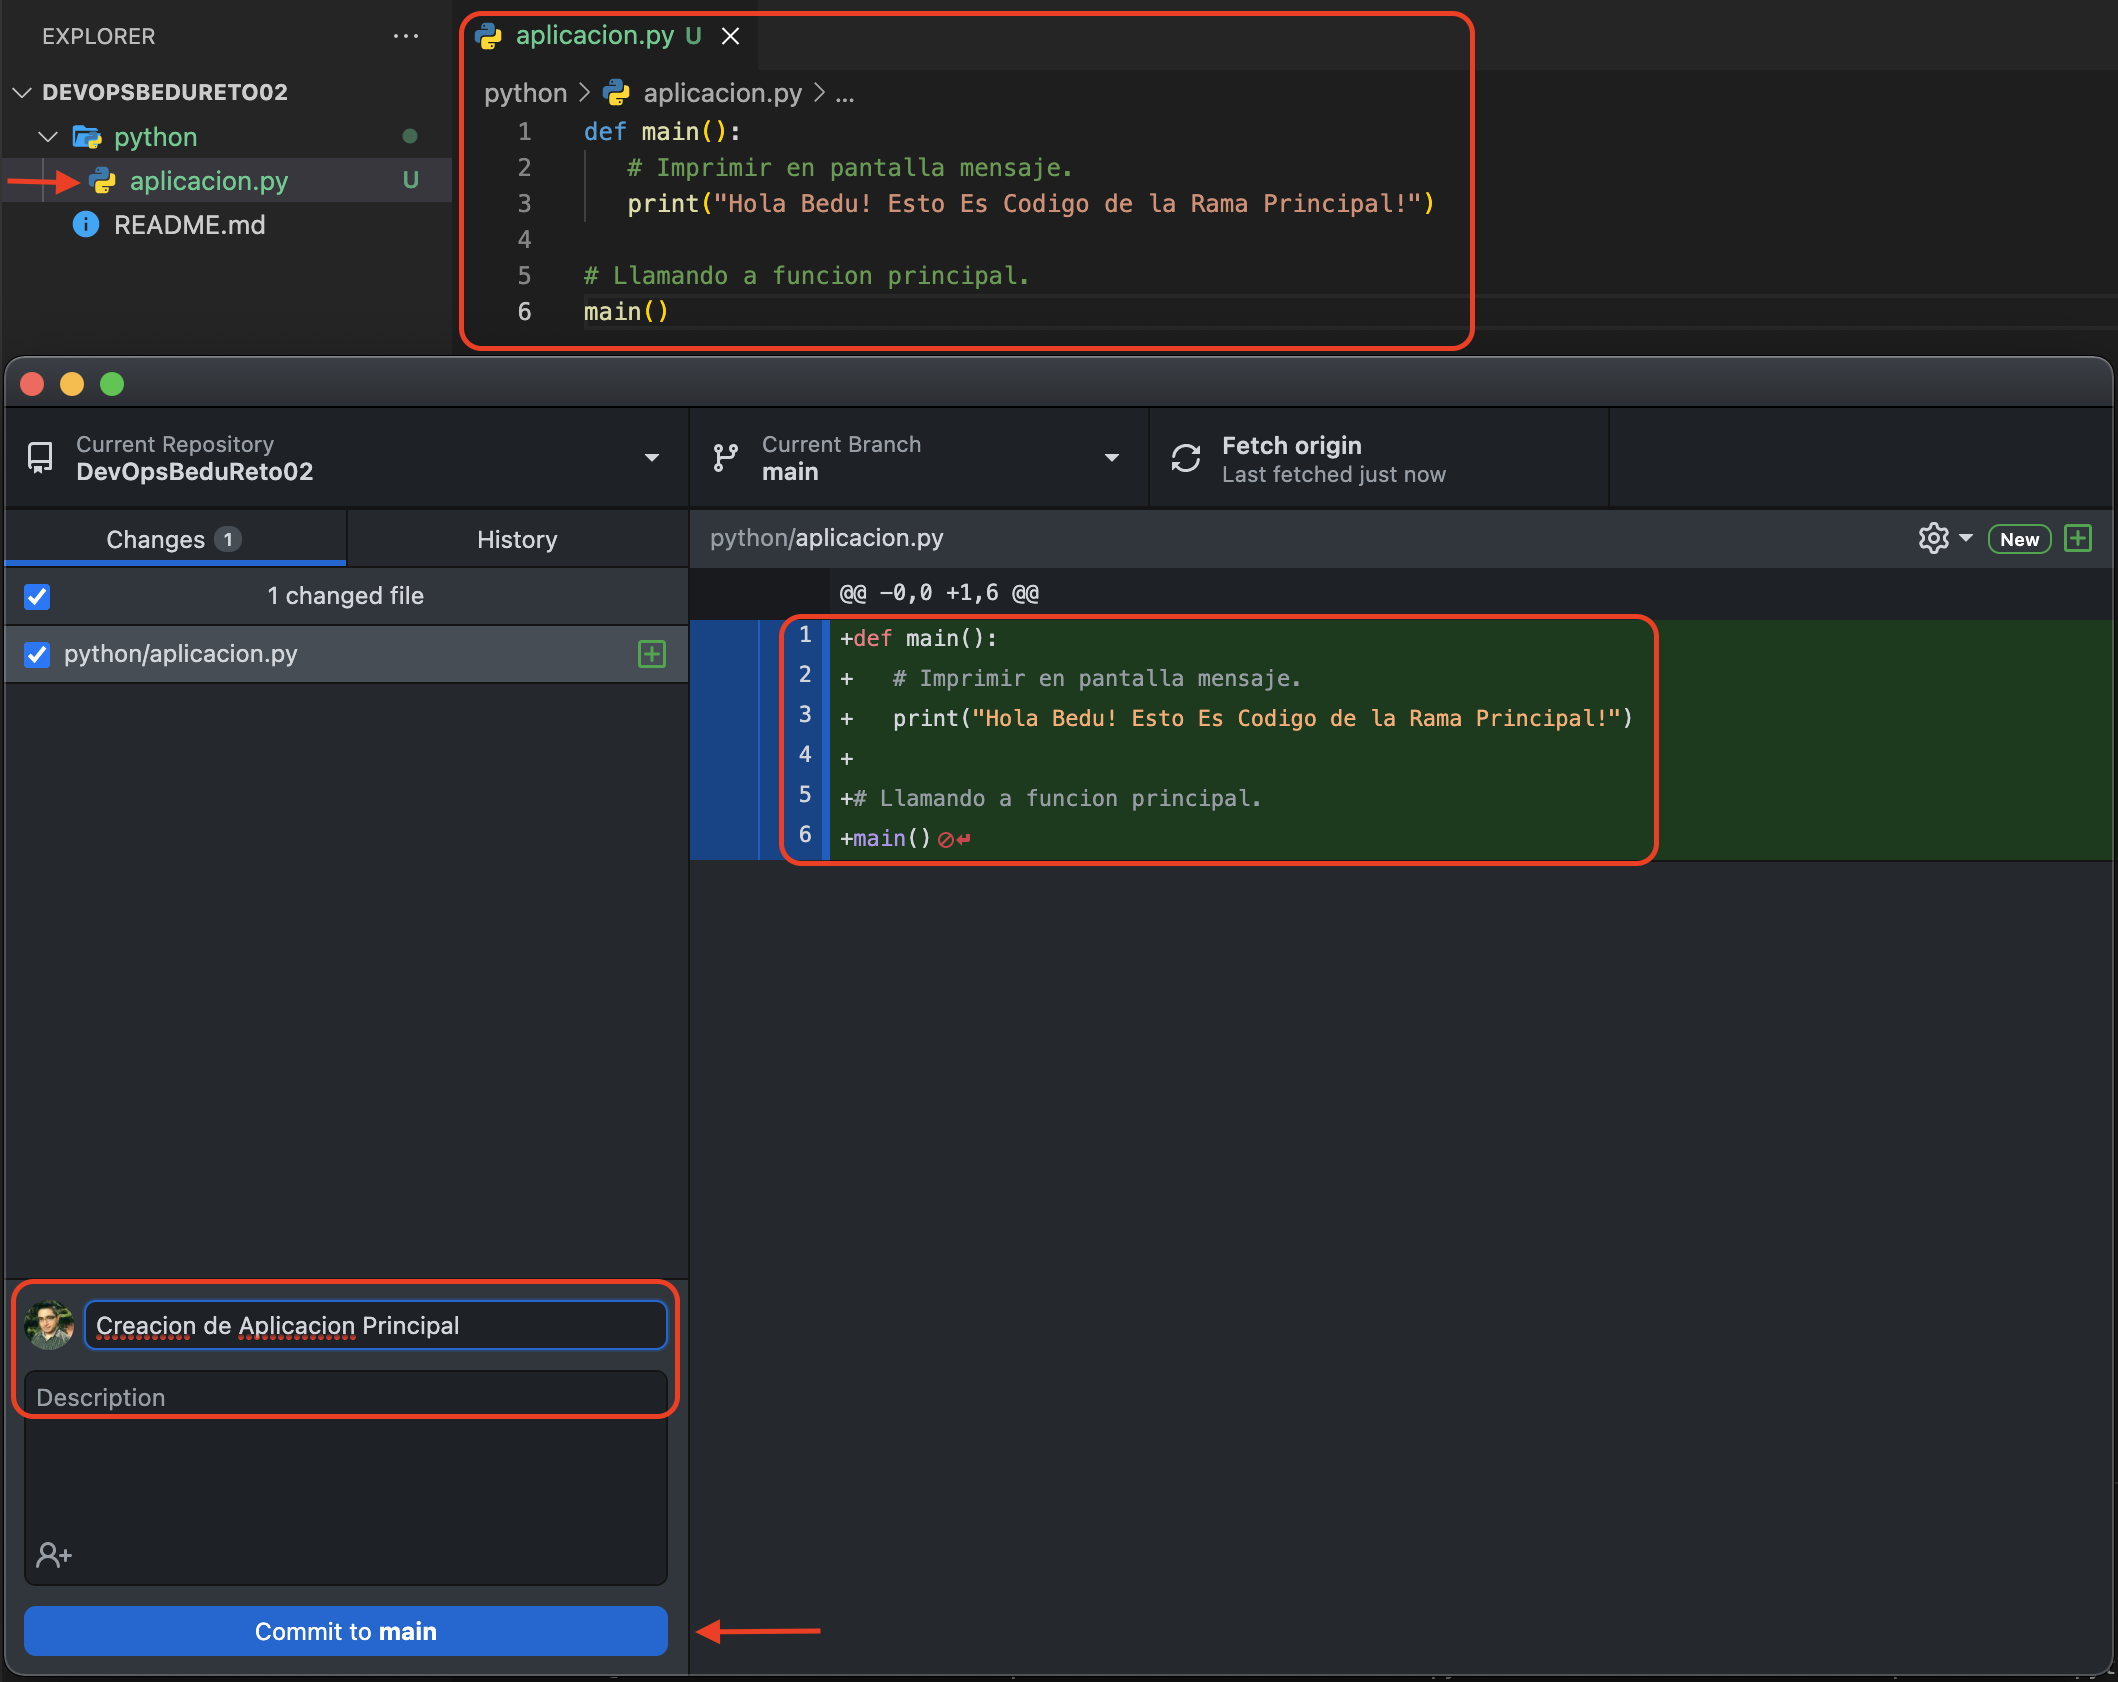 EXPLORER ...
DEVOPSBEDURETO02
python
aplicacion.py U
README.md
aplicacion.py U
python > aplicacion.py > ...
1 def main():
2 # Imprimir en pantalla mensaje.
3 print("Hola Bedu! Esto Es Codigo de la Rama Principal!")
4
5 # Llamando a funcion principal.
6 main()
Current Repository
DevOpsBeduReto02
Current Branch
main
Fetch origin
Last fetched just now
Changes 1
History
1 changed file
python/aplicacion.py
python/aplicacion.py
New
@@ -0,0 +1,6 @@
1 +def main():
2 + # Imprimir en pantalla mensaje.
3 + print("Hola Bedu! Esto Es Codigo de la Rama Principal!")
4 +
5 +# Llamando a funcion principal.
6 +main()
Creacion de Aplicacion Principal
Description
Commit to main